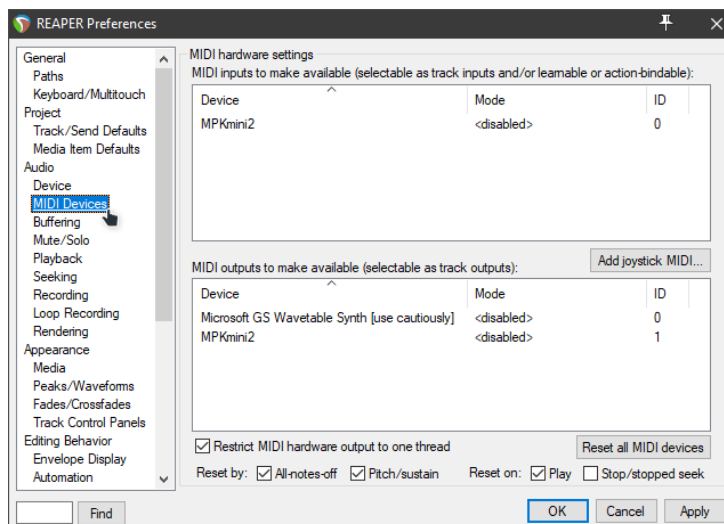 REAPER Preferences
General
Paths
Keyboard/Multitouch
Project
Track/Send Defaults
Media Item Defaults
Audio
Device
MIDI Devices
Buffering
Mute/Solo
Playback
Seeking
Recording
Loop Recording
Rendering
Appearance
Media
Peaks/Waveforms
Fades/Crossfades
Track Control Panels
Editing Behavior
Envelope Display
Automation
Find
MIDI hardware settings
MIDI inputs to make available (selectable as track inputs and/or learnable or action-bindable):
Device Mode ID
MPKmini2 <disabled> 0
Add joystick MIDI...
MIDI outputs to make available (selectable as track outputs):
Device Mode ID
Microsoft GS Wavetable Synth [use cautiously] <disabled> 0
MPKmini2 <disabled> 1
Restrict MIDI hardware output to one thread Reset all MIDI devices
Reset by: All-notes-off Pitch/sustain Reset on: Play Stop/stopped seek
OK Cancel Apply